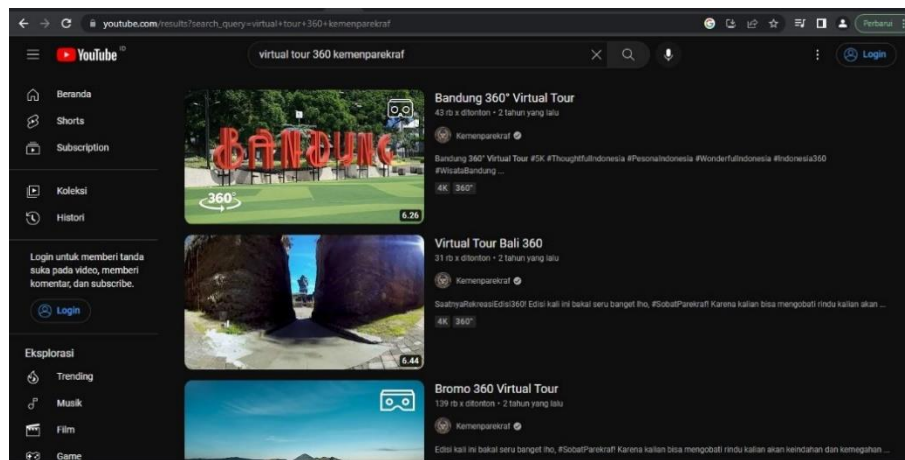 youtube.com/results?search_query=virtual+tour+360+kemenparekraf
Perbarui
YouTube ID
virtual tour 360 kemenparekraf
Login
Beranda
Shorts
Subscription
Koleksi
Histori
Login untuk memberi tanda
suka pada video, memberi
komentar, dan subscribe.
Login
Eksplorasi
Trending
Musik
Film
Game
BANDUNG
360°
6.26
Bandung 360° Virtual Tour
43 rb x ditonton • 2 tahun yang lalu
Kemenparekraf
Bandung 360° Virtual Tour #5K #ThoughtfulIndonesia #PesonaIndonesia #WonderfulIndonesia #Indonesia360
#WisataBandung ...
4K 360°
6.44
Virtual Tour Bali 360
31 rb x ditonton • 2 tahun yang lalu
Kemenparekraf
SaatnyaRekreasiEdisi360! Edisi kali ini bakal seru banget lho, #SobatParekraf! Karena kalian bisa mengobati rindu kalian akan ...
4K 360°
Bromo 360 Virtual Tour
139 rb x ditonton • 2 tahun yang lalu
Kemenparekraf
Edisi kali ini bakal seru banget lho, #SobatParekraf! Karena kalian bisa mengobati rindu kalian akan keindahan dan kemegahan ...